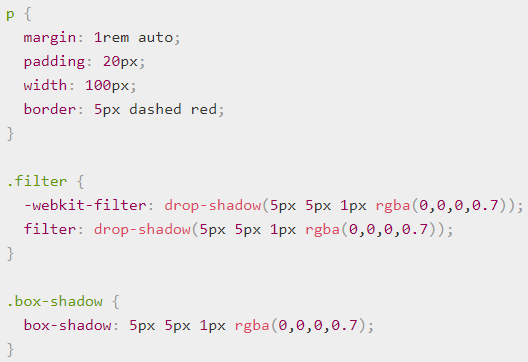 p {
  margin: 1rem auto;
  padding: 20px;
  width: 100px;
  border: 5px dashed red;
}

.filter {
  -webkit-filter: drop-shadow(5px 5px 1px rgba(0,0,0,0.7));
  filter: drop-shadow(5px 5px 1px rgba(0,0,0,0.7));
}

.box-shadow {
  box-shadow: 5px 5px 1px rgba(0,0,0,0.7);
}